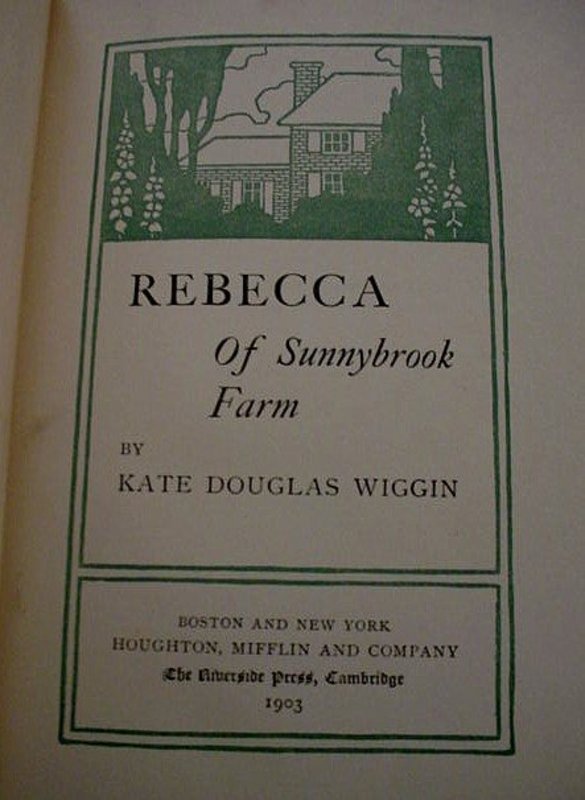 REBECCA
Of Sunnybrook
Farm
BY
KATE DOUGLAS WIGGIN
BOSTON AND NEW YORK
HOUGHTON, MIFFLIN AND COMPANY
The Riverside Press, Cambridge
1903